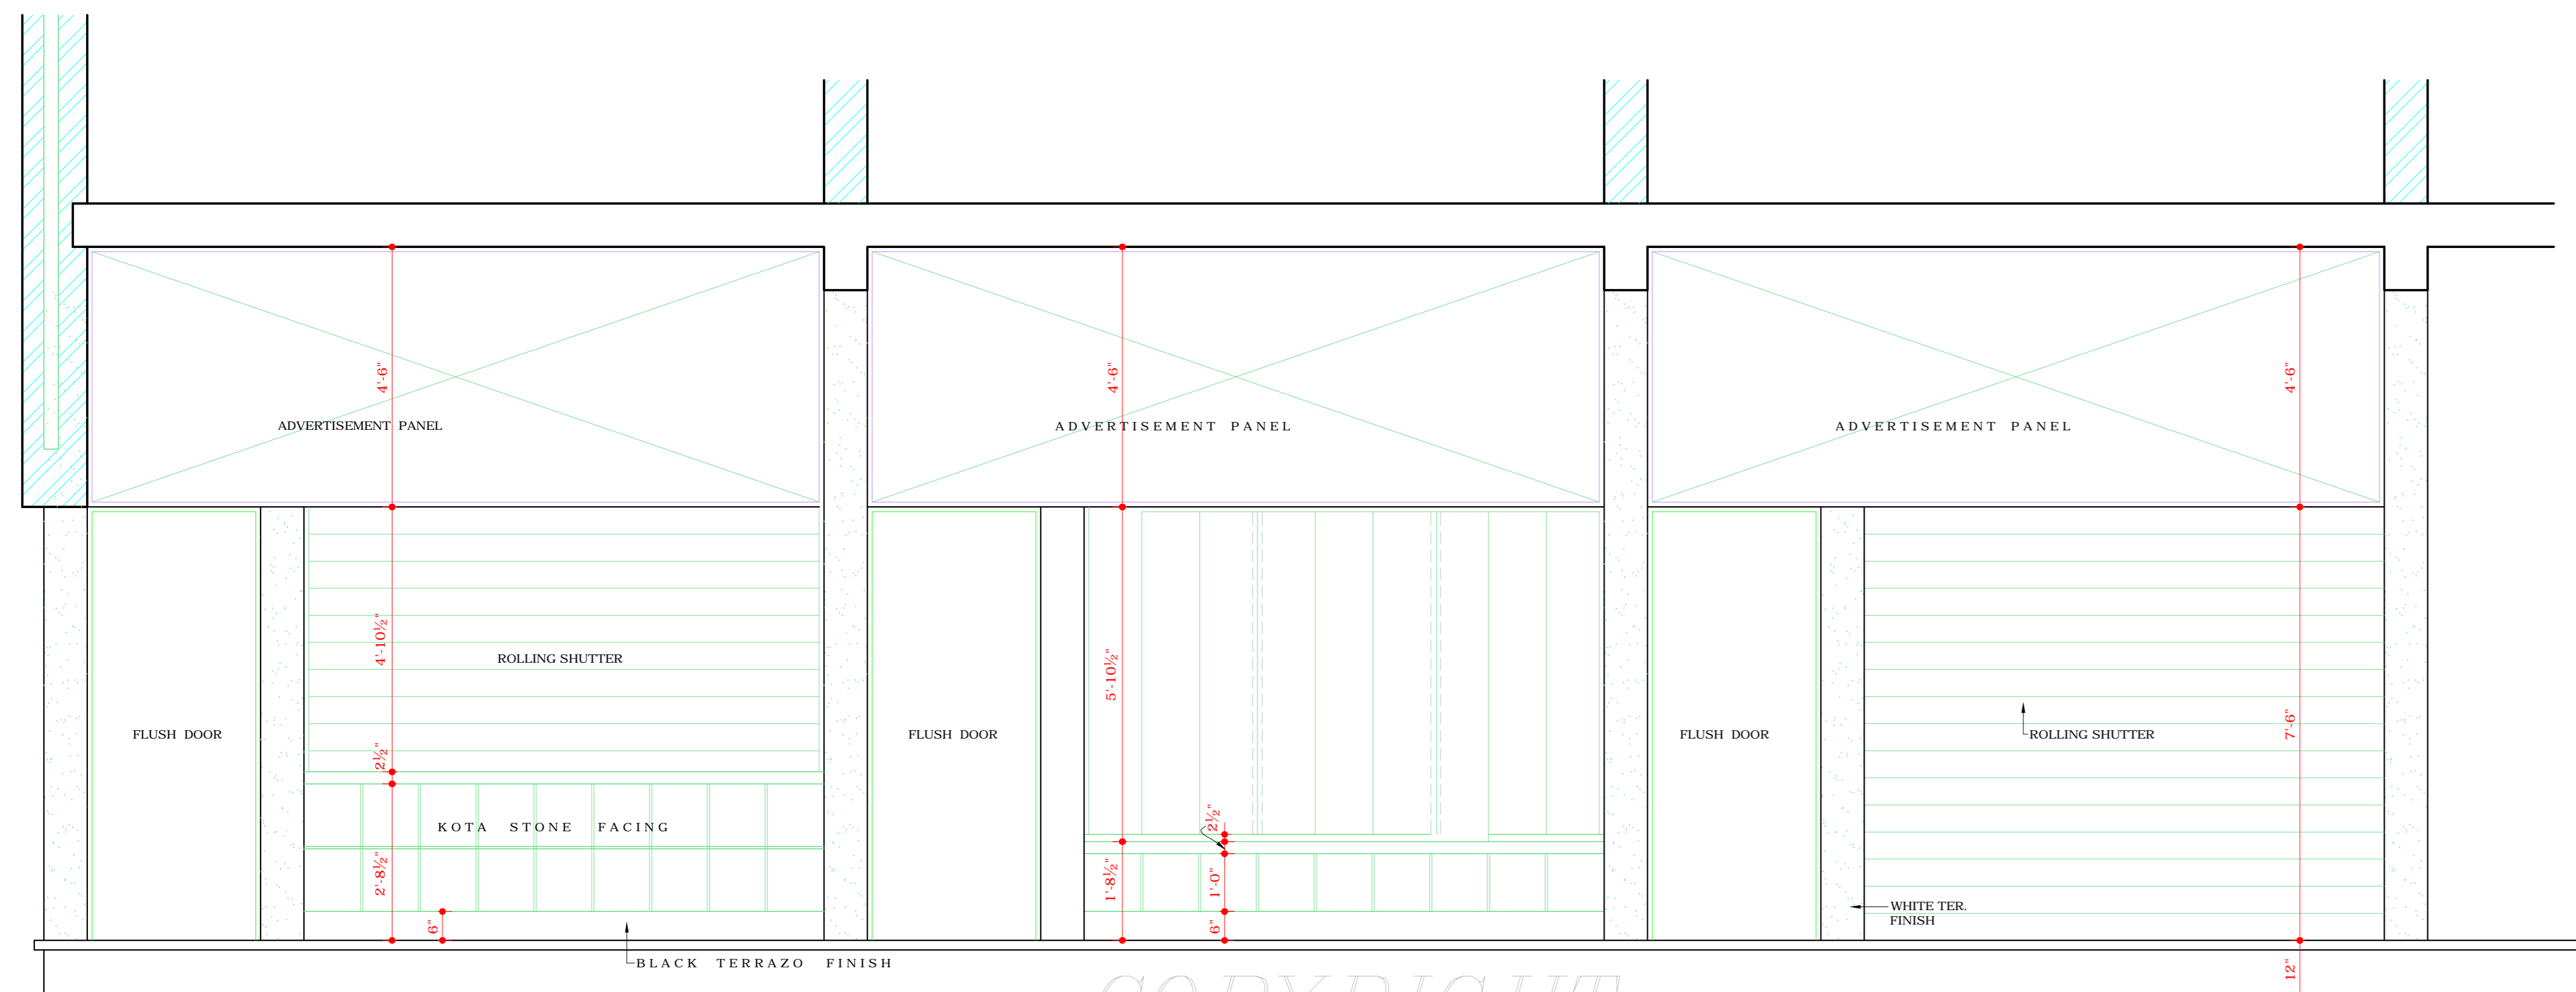 4'-6"
4'-6"
4'-6"
ADVERTISEMENT PANEL
ADVERTISEMENT PANEL
ADVERTISEMENT PANEL
4'-10½"
ROLLING SHUTTER
5'-10½"
FLUSH DOOR
FLUSH DOOR
FLUSH DOOR
ROLLING SHUTTER
7'-6"
2½"
2½"
KOTA STONE FACING
2'-8½"
1'-8½"
1'-0"
6"
6"
WHITE TER.
FINISH
BLACK TERRAZO FINISH
12"
COPYRIGHT